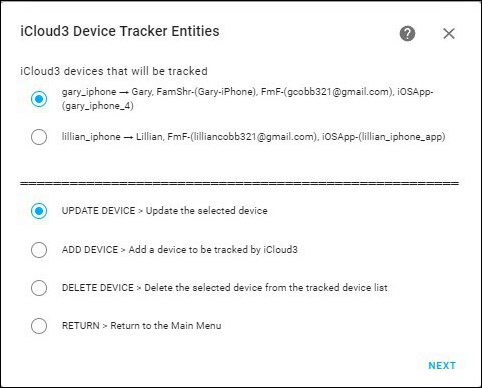 iCloud3 Device Tracker Entities
iCloud3 devices that will be tracked
gary_iphone → Gary, FamShr-(Gary-iPhone), FmF-(gcobb321@gmail.com), iOSApp-
(gary_iphone_4)
lillian_iphone → Lillian, FmF-(lilliancobb321@gmail.com), iOSApp-(lillian_iphone_app)
UPDATE DEVICE > Update the selected device
ADD DEVICE > Add a device to be tracked by iCloud3
DELETE DEVICE > Delete the selected device from the tracked device list
RETURN > Return to the Main Menu
NEXT